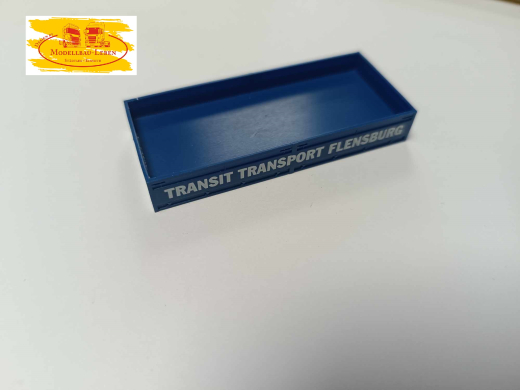 Modellbau-Leben
TRANSIT TRANSPORT FLENSBURG